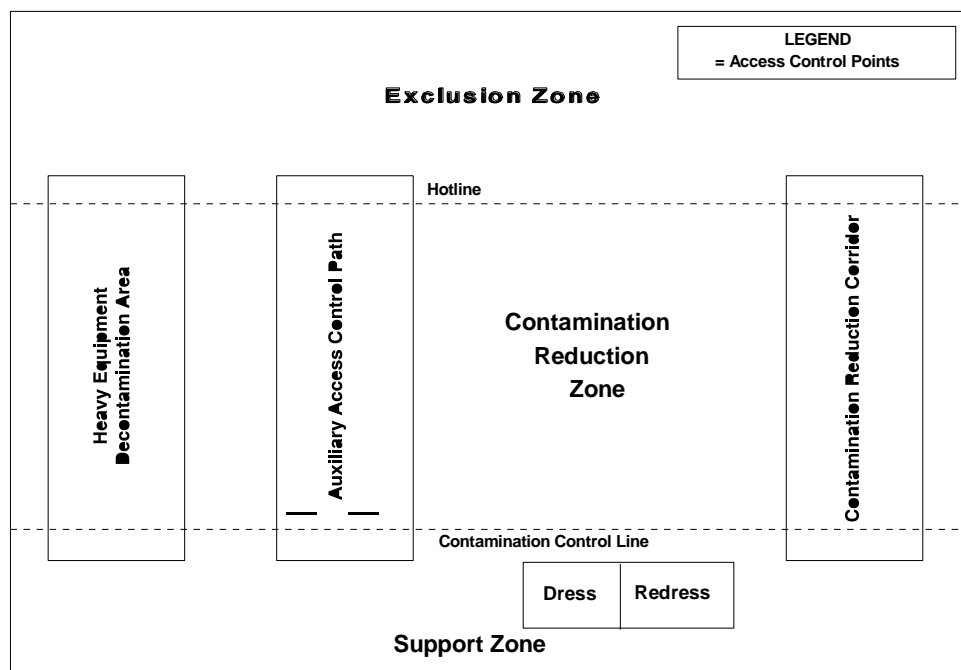 LEGEND
= Access Control Points
Exclusion Zone
Hotline
Heavy Equipment
Decontamination Area
Auxiliary Access Control Path
Contamination
Reduction
Zone
Contamination Reduction Corridor
Contamination Control Line
Dress
Redress
Support Zone